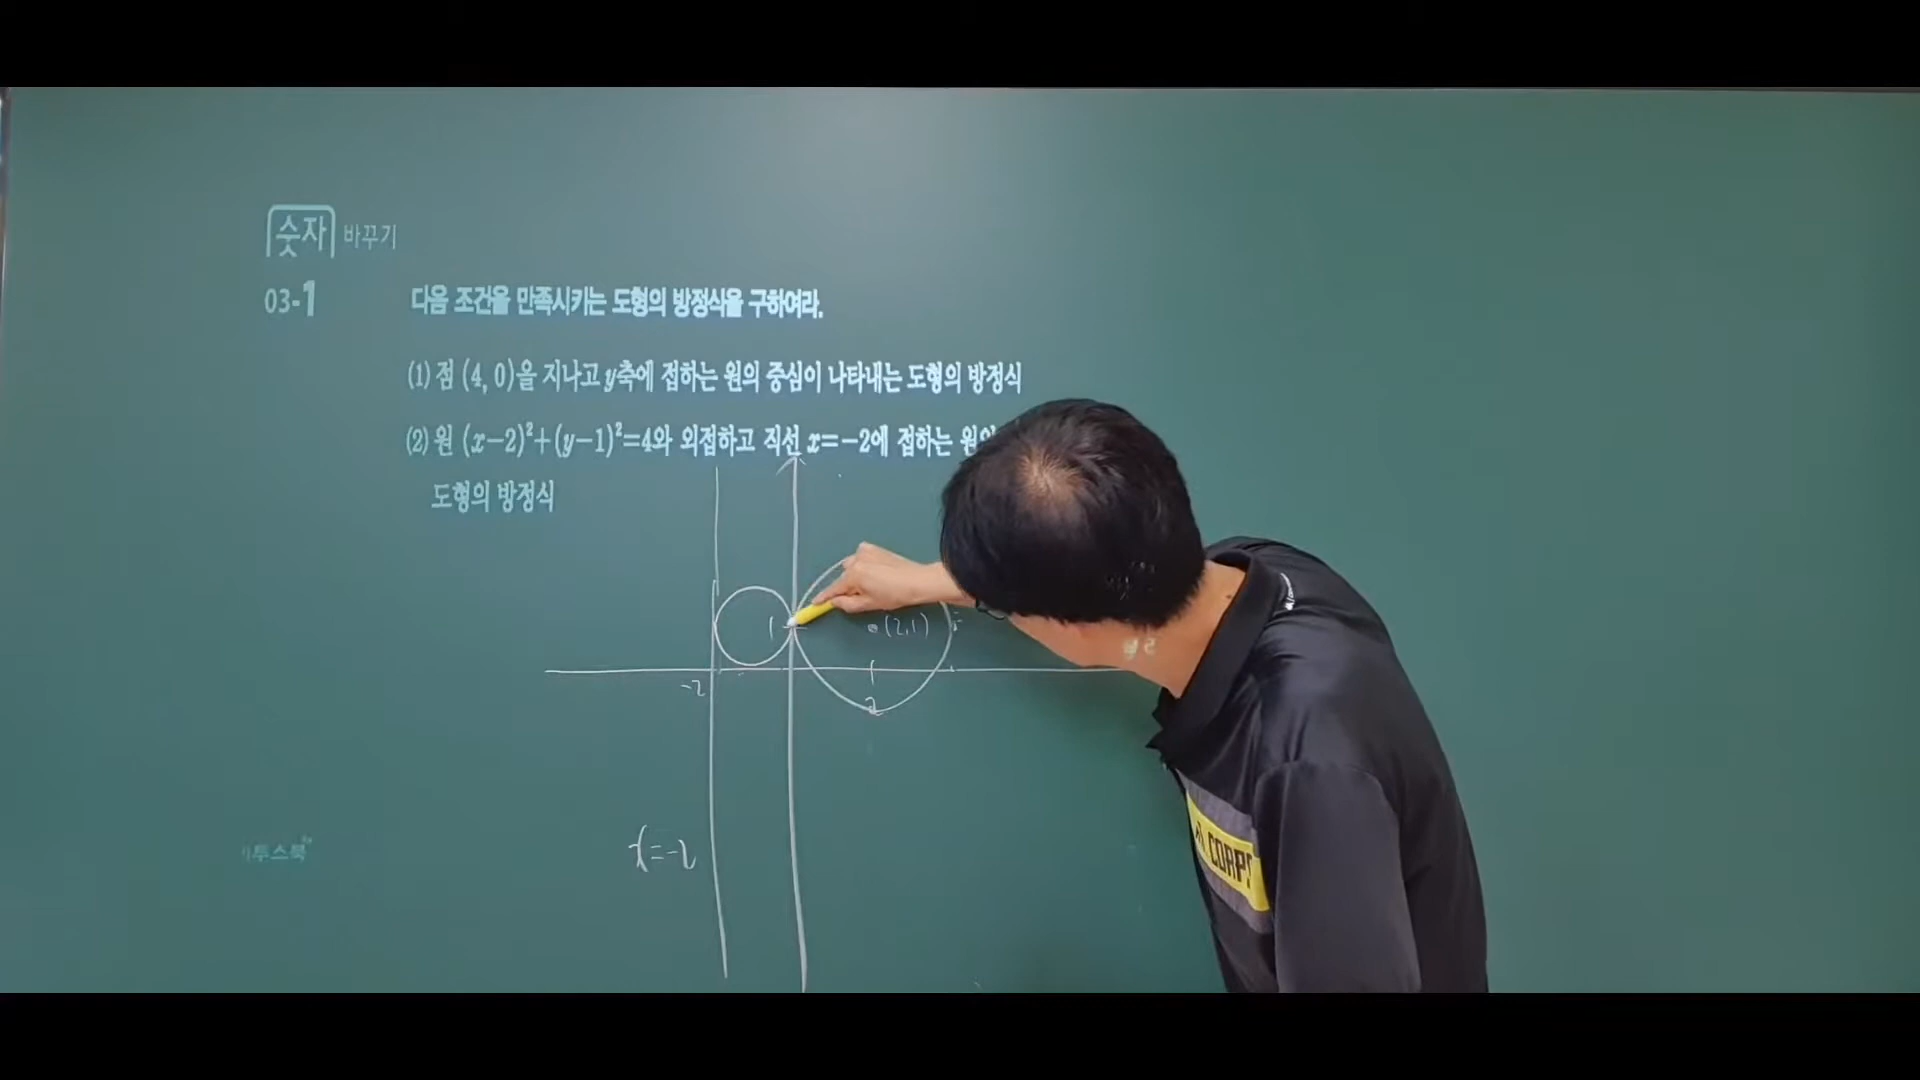 숫자 바꾸기
03-1 다음 조건을 만족시키는 도형의 방정식을 구하여라.
(1) 점 (4, 0)을 지나고 y축에 접하는 원의 중심이 나타내는 도형의 방정식
(2) 원 (x-2)²+(y-1)²=4와 외접하고 직선 x=-2에 접하는
도형의 방정식
1
(2,1)
-2
2
x=-2
투스북
CORPS